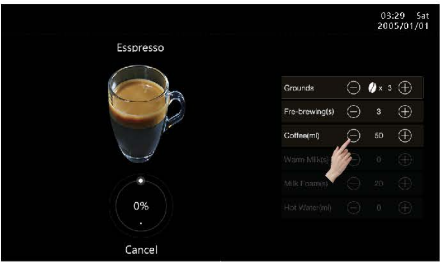 03:29 Sat
2005/01/01
Esspresso
Grounds x 3
Pre-brewing(s) 3
Coffee(ml) 50
Warm Milk(s) 0
Milk Foam(s) 20
Hot Water(ml) 0
0%
Cancel